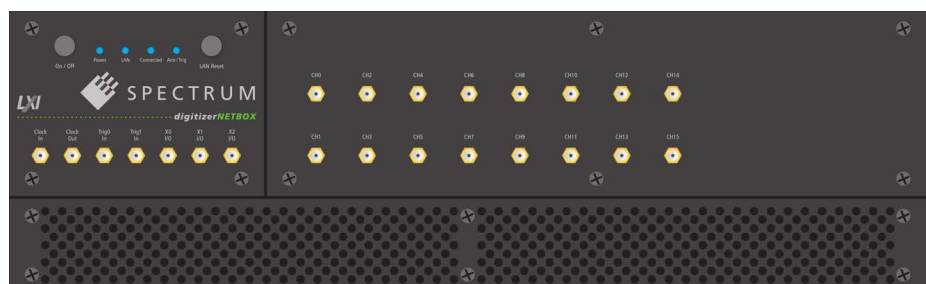 On / Off
Power LAN Connected Arm/Trig
LAN Reset
LXI
SPECTRUM
digitizerNETBOX
Clock In
Clock Out
Trig0 In
Trig1 In
X0 I/O
X1 I/O
X2 I/O
CH0 CH2 CH4 CH6 CH8 CH10 CH12 CH14
CH1 CH3 CH5 CH7 CH9 CH11 CH13 CH15